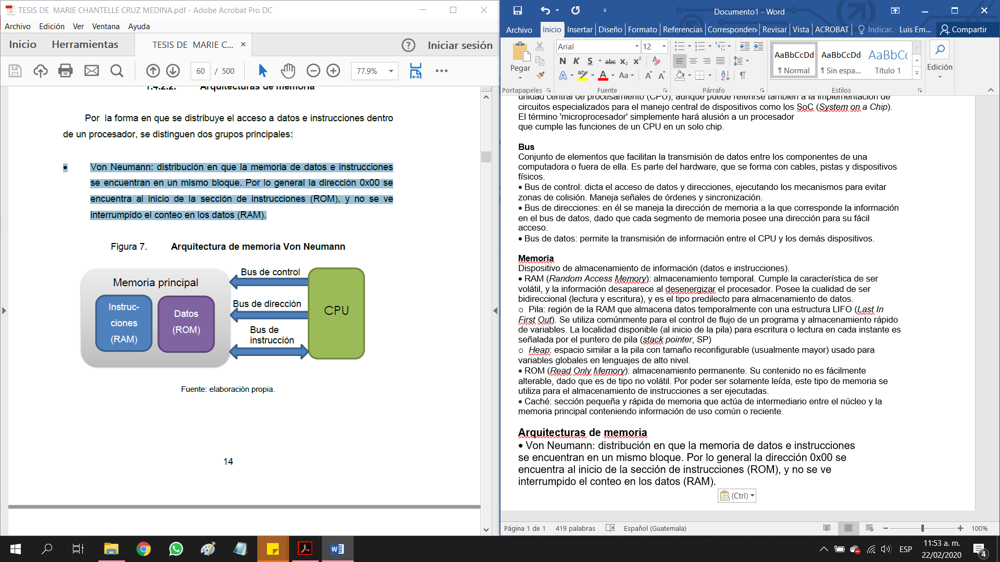 TESIS DE  MARIE CHANTELLE CRUZ MEDINA.pdf - Adobe Acrobat Pro DC
Archivo Edición Ver Ventana Ayuda
Inicio Herramientas TESIS DE  MARIE C... Iniciar sesión
60 / 500 77.9%
1.4.2.2. Arquitecturas de memoria
Por  la forma en que se distribuye el acceso a datos e instrucciones dentro
de un procesador, se distinguen dos grupos principales:
• Von Neumann: distribución en que la memoria de datos e instrucciones
se encuentran en un mismo bloque. Por lo general la dirección 0x00 se
encuentra al inicio de la sección de instrucciones (ROM), y no se ve
interrumpido el conteo en los datos (RAM).
Figura 7. Arquitectura de memoria Von Neumann
Memoria principal
Instruc-
ciones
(RAM)
Datos
(ROM)
Bus de control
Bus de dirección
Bus de
instrucción
CPU
Fuente: elaboración propia.
14
Documento1 - Word
Archivo Inicio Insertar Diseño Formato Referencias Corresponden Revisar Vista ACROBAT Indicar. Luis Em... Compartir
Pegar
Portapapeles
Arial 12
N K S abc x₂ x²
A ab A Aa A A
Fuente
Párrafo
AaBbCcDd AaBbCcDd AaBbCc
¶ Normal ¶ Sin espa... Título 1
Estilos
Edición
unidad central de procesamiento (CPU), aunque puede referirse también a la implementación de
circuitos especializados para el manejo central de dispositivos como los SoC (System on a Chip).
El término 'microprocesador' simplemente hará alusión a un procesador
que cumple las funciones de un CPU en un solo chip.
Bus
Conjunto de elementos que facilitan la transmisión de datos entre los componentes de una
computadora o fuera de ella. Es parte del hardware, que se forma con cables, pistas y dispositivos
físicos.
• Bus de control: dicta el acceso de datos y direcciones, ejecutando los mecanismos para evitar
zonas de colisión. Maneja señales de órdenes y sincronización.
• Bus de direcciones: en él se maneja la dirección de memoria a la que corresponde la información
en el bus de datos, dado que cada segmento de memoria posee una dirección para su fácil
acceso.
• Bus de datos: permite la transmisión de información entre el CPU y los demás dispositivos.
Memoria
Dispositivo de almacenamiento de información (datos e instrucciones).
• RAM (Random Access Memory): almacenamiento temporal. Cumple la característica de ser
volátil, y la información desaparece al desenergizar el procesador. Posee la cualidad de ser
bidireccional (lectura y escritura), y es el tipo predilecto para almacenamiento de datos.
o  Pila: región de la RAM que almacena datos temporalmente con una estructura LIFO (Last In
First Out). Se utiliza comúnmente para el control de flujo de un programa y almacenamiento rápido
de variables. La localidad disponible (al inicio de la pila) para escritura o lectura en cada instante es
señalada por el puntero de pila (stack pointer, SP)
o  Heap: espacio similar a la pila con tamaño reconfigurable (usualmente mayor) usado para
variables globales en lenguajes de alto nivel.
• ROM (Read Only Memory): almacenamiento permanente. Su contenido no es fácilmente
alterable, dado que es de tipo no volátil. Por poder ser solamente leída, este tipo de memoria se
utiliza para el almacenamiento de instrucciones a ser ejecutadas.
• Caché: sección pequeña y rápida de memoria que actúa de intermediario entre el núcleo y la
memoria principal conteniendo información de uso común o reciente.
Arquitecturas de memoria
• Von Neumann: distribución en que la memoria de datos e instrucciones
se encuentran en un mismo bloque. Por lo general la dirección 0x00 se
encuentra al inicio de la sección de instrucciones (ROM), y no se ve
interrumpido el conteo en los datos (RAM).
(Ctrl)
Página 1 de 1 419 palabras Español (Guatemala) 100%
ESP
11:53 a. m.
22/02/2020
4